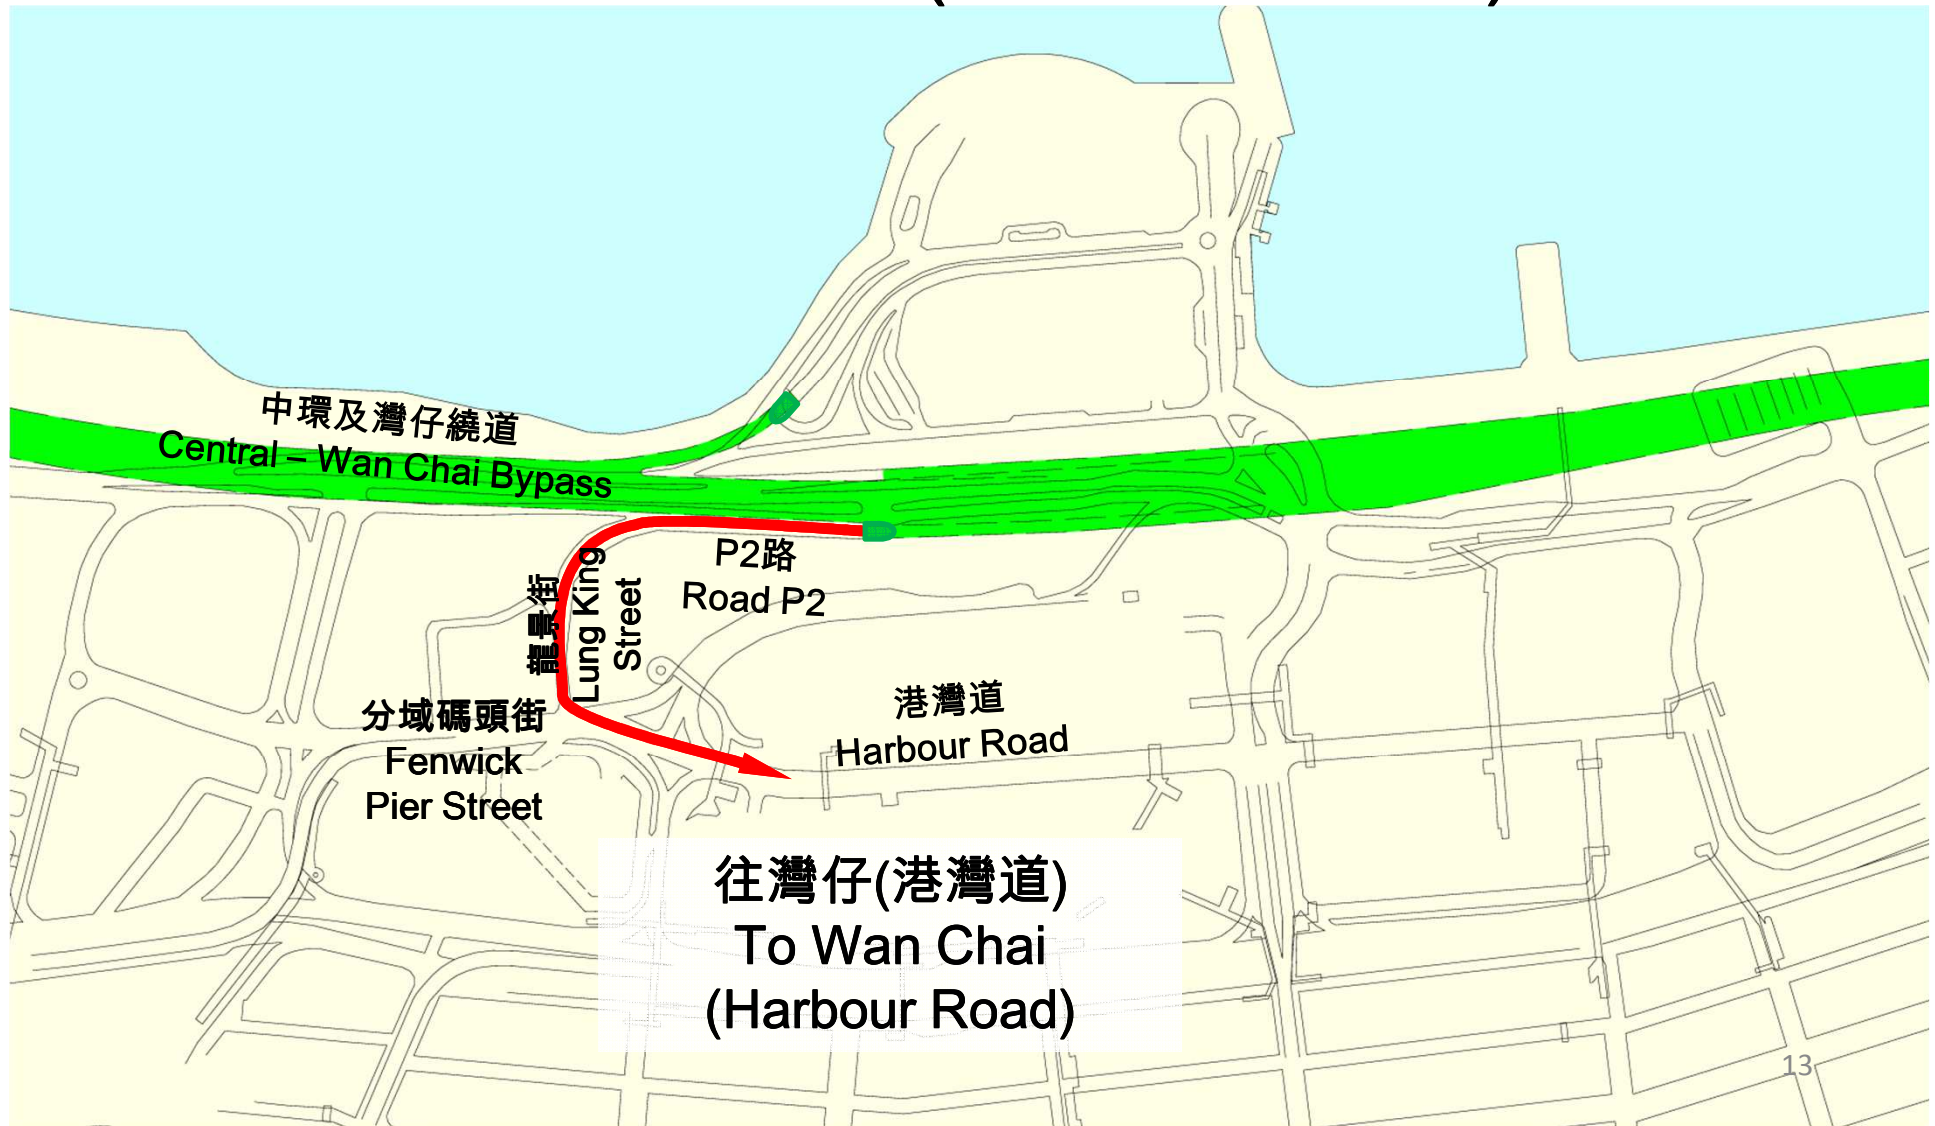 中環及灣仔繞道
Central – Wan Chai Bypass
P2路
Road P2
龍景街
Lung King
Street
分域碼頭街
Fenwick
Pier Street
港灣道
Harbour Road
往灣仔(港灣道)
To Wan Chai
(Harbour Road)
13